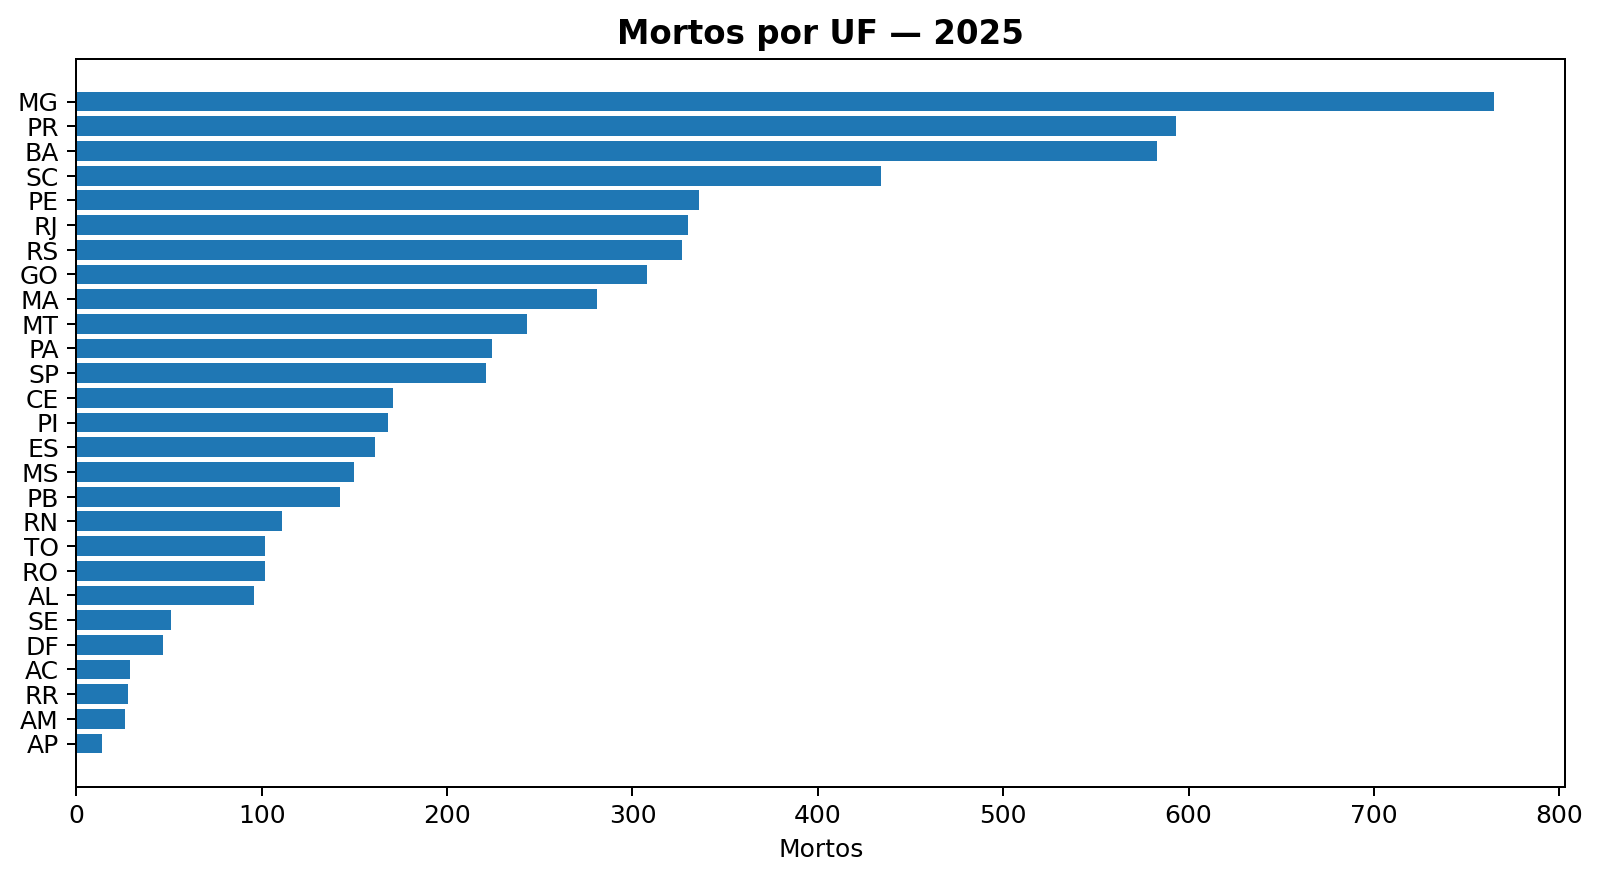 Mortos por UF — 2025
MG
PR
BA
SC
PE
RJ
RS
GO
MA
MT
PA
SP
CE
PI
ES
MS
PB
RN
TO
RO
AL
SE
DF
AC
RR
AM
AP
0 100 200 300 400 500 600 700 800
Mortos